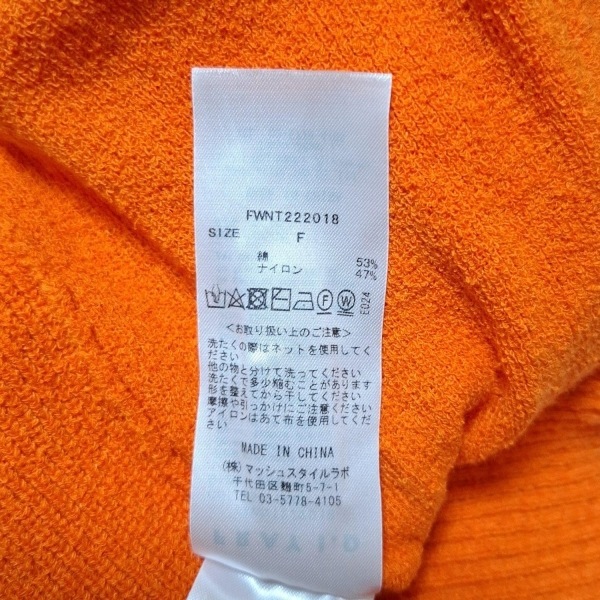 FWNT222018
SIZE F
綿 53%
ナイロン 47%
E024
<お取り扱い上のご注意>
洗たくの際はネットを使用してく
ださい
他の物と分けて洗ってください
洗たくで多少縮むことがあります
形を整えてから干してください
摩擦や引っかけにご注意ください
アイロンはあて布を使用してくだ
さい
MADE IN CHINA
(株)マッシュスタイルラボ
千代田区麹町5-7-1
TEL 03-5778-4105
FRAY I.D